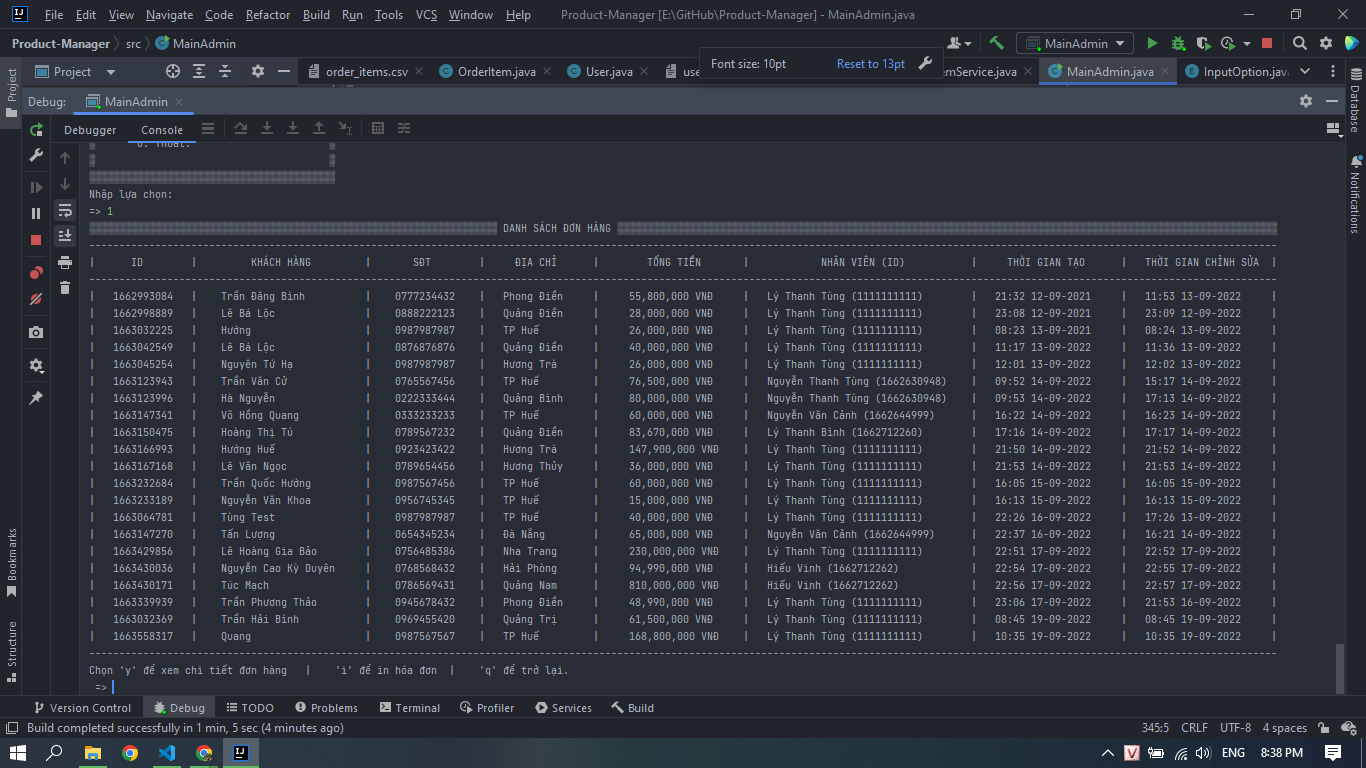 File Edit View Navigate Code Refactor Build Run Tools VCS Window Help Product-Manager [E:\GitHub\Product-Manager] - MainAdmin.java
Product-Manager src MainAdmin MainAdmin
Font size: 10pt Reset to 13pt
Project order_items.csv OrderItem.java User.java use emService.java MainAdmin.java InputOption.java
Debug: MainAdmin
Debugger Console
0. Thoát.
Nhập lựa chọn:
=> 1
DANH SÁCH ĐƠN HÀNG
| ID | KHÁCH HÀNG | SĐT | ĐỊA CHỈ | TỔNG TIỀN | NHÂN VIÊN (ID) | THỜI GIAN TẠO | THỜI GIAN CHỈNH SỬA |
| 1662993084 | Trần Đăng Bình | 0777234432 | Phong Điền | 55,800,000 VNĐ | Lý Thanh Tùng (1111111111) | 21:32 12-09-2021 | 11:53 13-09-2022 |
| 1662998889 | Lê Bá Lộc | 0888222123 | Quảng Điền | 28,000,000 VNĐ | Lý Thanh Tùng (1111111111) | 23:08 12-09-2021 | 23:09 12-09-2022 |
| 1663032225 | Hướng | 0987987987 | TP Huế | 26,000,000 VNĐ | Lý Thanh Tùng (1111111111) | 08:23 13-09-2021 | 08:24 13-09-2022 |
| 1663042549 | Lê Bá Lộc | 0876876876 | Quảng Điền | 40,000,000 VNĐ | Lý Thanh Tùng (1111111111) | 11:17 13-09-2022 | 11:36 13-09-2022 |
| 1663045254 | Nguyên Tứ Hạ | 0987987987 | Hương Trà | 26,000,000 VNĐ | Lý Thanh Tùng (1111111111) | 12:01 13-09-2022 | 12:02 13-09-2022 |
| 1663123943 | Trần Văn Cử | 0765567456 | TP Huế | 76,500,000 VNĐ | Nguyễn Thanh Tùng (1662630948) | 09:52 14-09-2022 | 15:17 14-09-2022 |
| 1663123996 | Hà Nguyễn | 0222333444 | Quảng Bình | 80,000,000 VNĐ | Nguyễn Thanh Tùng (1662630948) | 09:53 14-09-2022 | 17:13 14-09-2022 |
| 1663147341 | Võ Hồng Quang | 0333233233 | TP Huế | 60,000,000 VNĐ | Nguyễn Văn Cảnh (1662644999) | 16:22 14-09-2022 | 16:23 14-09-2022 |
| 1663150475 | Hoàng Thị Tú | 0789567232 | Quảng Điền | 83,670,000 VNĐ | Lý Thanh Bình (1662712260) | 17:16 14-09-2022 | 17:17 14-09-2022 |
| 1663166993 | Hướng Huế | 0923423422 | Hương Trà | 147,900,000 VNĐ | Lý Thanh Tùng (1111111111) | 21:50 14-09-2022 | 21:52 14-09-2022 |
| 1663167168 | Lê Văn Ngọc | 0789654456 | Hương Thủy | 36,000,000 VNĐ | Lý Thanh Tùng (1111111111) | 21:53 14-09-2022 | 21:53 14-09-2022 |
| 1663232684 | Trần Quốc Hướng | 0987567456 | TP Huế | 60,000,000 VNĐ | Lý Thanh Tùng (1111111111) | 16:05 15-09-2022 | 16:05 15-09-2022 |
| 1663233189 | Nguyễn Văn Khoa | 0956745345 | TP Huế | 15,000,000 VNĐ | Lý Thanh Tùng (1111111111) | 16:13 15-09-2022 | 16:13 15-09-2022 |
| 1663064781 | Tùng Test | 0987987987 | TP Huế | 40,000,000 VNĐ | Lý Thanh Tùng (1111111111) | 22:26 16-09-2022 | 17:26 13-09-2022 |
| 1663147270 | Tấn Lượng | 0654345234 | Đà Nẵng | 65,000,000 VNĐ | Nguyễn Văn Cảnh (1662644999) | 22:37 16-09-2022 | 16:21 14-09-2022 |
| 1663429856 | Lê Hoàng Gia Bảo | 0756485386 | Nha Trang | 230,000,000 VNĐ | Lý Thanh Tùng (1111111111) | 22:51 17-09-2022 | 22:52 17-09-2022 |
| 1663430036 | Nguyễn Cao Kỳ Duyên | 0768568432 | Hải Phòng | 94,990,000 VNĐ | Hiếu Vinh (1662712262) | 22:54 17-09-2022 | 22:55 17-09-2022 |
| 1663430171 | Túc Mạch | 0786569431 | Quảng Nam | 810,000,000 VNĐ | Hiếu Vinh (1662712262) | 22:56 17-09-2022 | 22:57 17-09-2022 |
| 1663339939 | Trần Phương Thảo | 0945678432 | Phong Điền | 48,990,000 VNĐ | Lý Thanh Tùng (1111111111) | 23:06 17-09-2022 | 21:53 16-09-2022 |
| 1663032369 | Trần Hải Bình | 0969455420 | Quảng Trị | 61,500,000 VNĐ | Lý Thanh Tùng (1111111111) | 08:45 19-09-2022 | 08:45 19-09-2022 |
| 1663558317 | Quang | 0987567567 | TP Huế | 168,800,000 VNĐ | Lý Thanh Tùng (1111111111) | 10:35 19-09-2022 | 10:35 19-09-2022 |
Chọn 'y' để xem chi tiết đơn hàng | 'i' để in hóa đơn | 'q' để trở lại.
=>
Project
Bookmarks
Structure
Database
Notifications
Version Control Debug TODO Problems Terminal Profiler Services Build
Build completed successfully in 1 min, 5 sec (4 minutes ago) 345:5 CRLF UTF-8 4 spaces
ENG 8:38 PM